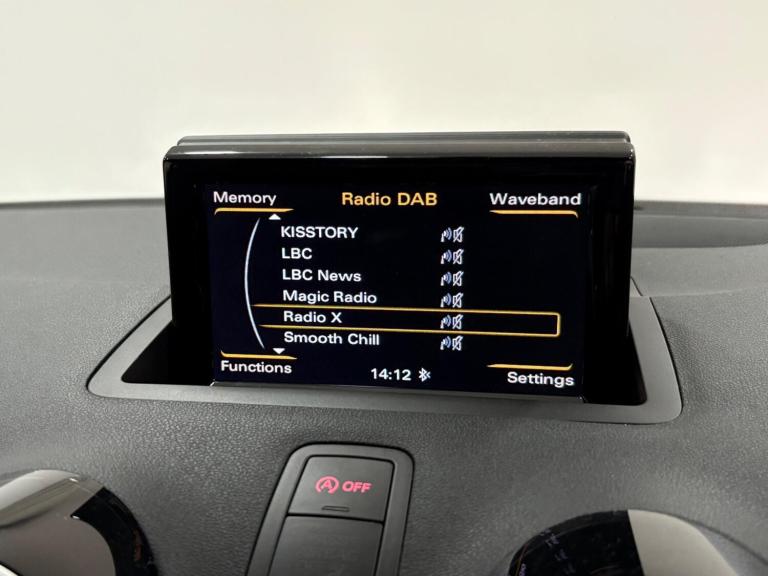 Memory Radio DAB Waveband
KISSTORY
LBC
LBC News
Magic Radio
Radio X
Smooth Chill
Functions 14:12 Settings
A OFF